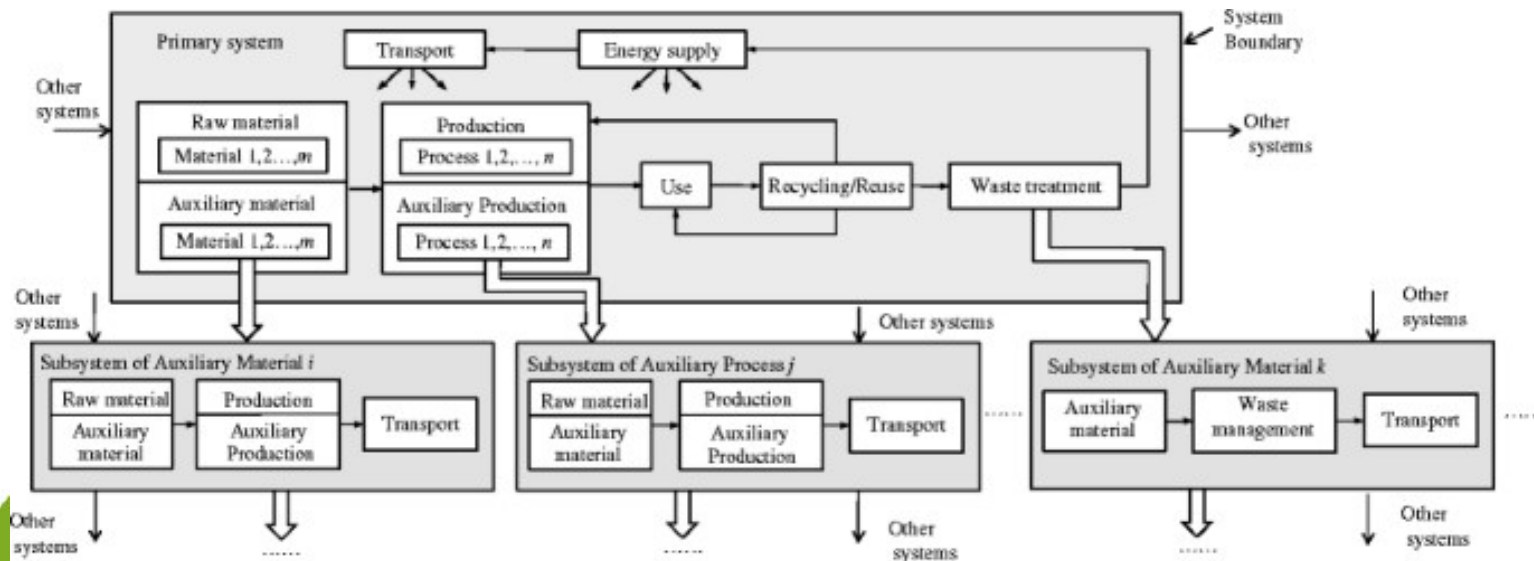 System
Boundary
Primary system
Transport
Energy supply
Other
systems
Raw material
Material 1,2...,m
Auxiliary material
Material 1,2...,m
Production
Process 1,2,..., n
Auxiliary Production
Process 1,2,..., n
Use
Recycling/Reuse
Waste treatment
Other
systems
Other
systems
Other systems
Other
systems
Subsystem of Auxiliary Material i
Raw material
Auxiliary
material
Production
Auxiliary
Production
Transport
Subsystem of Auxiliary Process j
Raw material
Auxiliary
material
Production
Auxiliary
Production
Transport
......
Subsystem of Auxiliary Material k
Auxiliary
material
Waste
management
Transport
......
Other
systems
......
......
Other
systems
......
Other
systems